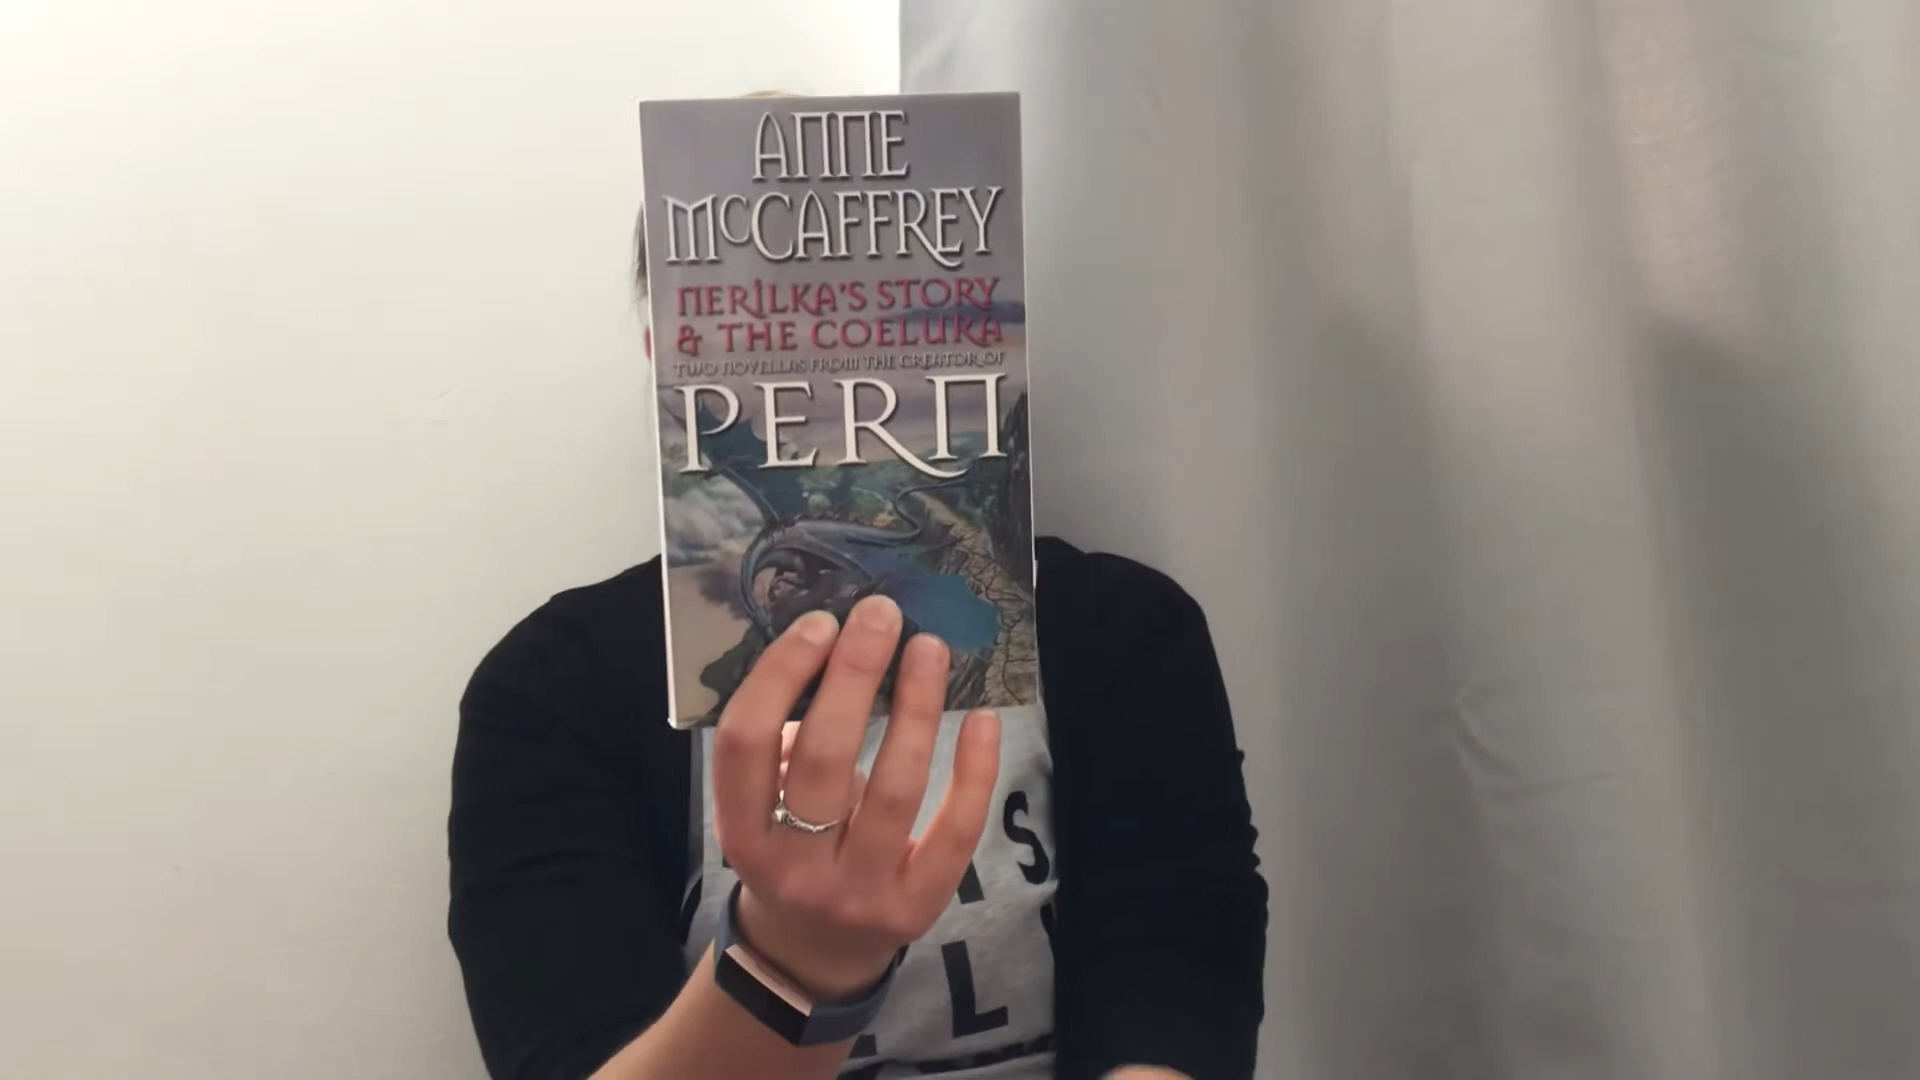 ANNE
McCAFFREY
NERILKA'S STORY
& THE COELURA
TWO NOVELLAS FROM THE CREATOR OF
PERN
S
L